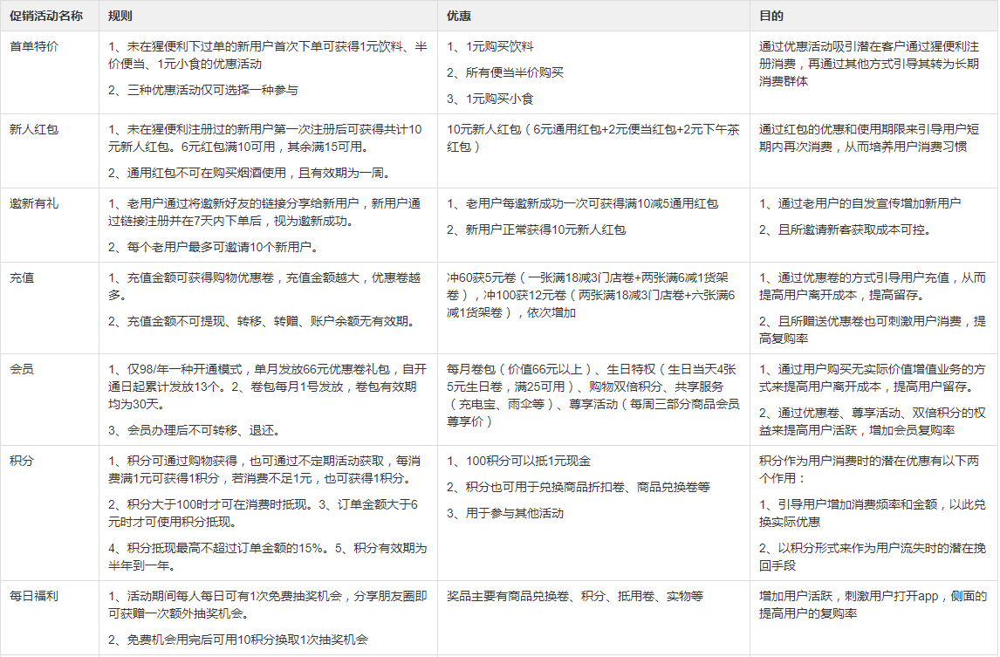 促销活动名称
规则
优惠
目的
首单特价
1、未在猩便利下过单的新用户首次下单可获得1元饮料、半
价便当、1元小食的优惠活动
2、三种优惠活动仅可选择一种参与
1、1元购买饮料
2、所有便当半价购买
3、1元购买小食
通过优惠活动吸引潜在客户通过猩便利注
册消费，再通过其他方式引导其转为长期
消费群体
新人红包
1、未在猩便利注册过的新用户第一次注册后可获得共计10
元新人红包。6元红包满10可用，其余满15可用。
2、通用红包不可在购买烟酒使用，且有效期为一周。
10元新人红包（6元通用红包+2元便当红包+2元下午茶
红包）
通过红包的优惠和使用期限来引导用户短
期内再次消费，从而培养用户消费习惯
邀新有礼
1、老用户通过将邀新好友的链接分享给新用户，新用户通
过链接注册并在7天内下单后，视为邀新成功。
2、每个老用户最多可邀请10个新用户。
1、老用户每邀新成功一次可获得满10减5通用红包
2、新用户正常获得10元新人红包
1、通过老用户的自发宣传增加新用户
2、且所邀请新客获取成本可控。
充值
1、充值金额可获得购物优惠卷，充值金额越大，优惠卷越
多。
2、充值金额不可提现、转移、转赠、账户余额无有效期。
冲60获5元卷（一张满18减3门店卷+两张满6减1货架
卷），冲100获12元卷（两张满18减3门店卷+六张满6
减1货架卷），依次增加
1、通过优惠卷的方式引导用户充值，从而
提高用户离开成本，提高留存。
2、且所赠送优惠卷也可刺激用户消费，提
高复购率
会员
1、仅98/年一种开通模式，单月发放66元优惠卷礼包，自开
通日起累计发放13个。2、卷包每月1号发放，卷包有效期
均为30天。
3、会员办理后不可转移、退还。
每月卷包（价值66元以上）、生日特权（生日当天4张
5元生日卷，满25可用）、购物双倍积分、共享服务
（充电宝、雨伞等）、尊享活动（每周三部分商品会员
尊享价）
1、通过用户购买无实际价值增值业务的方
式来提高用户离开成本，提高用户留存。
2、通过优惠卷、尊享活动、双倍积分的权
益来提高用户活跃，增加会员复购率
积分
1、积分可通过购物获得，也可通过不定期活动获取，每消
费满1元可获得1积分，若消费不足1元，也可获得1积分。
2、积分大于100时才可在消费时抵现。3、订单金额大于6
元时才可使用积分抵现。
4、积分抵现最高不超过订单金额的15%。5、积分有效期为
半年到一年。
1、100积分可以抵1元现金
2、积分也可用于兑换商品折扣卷、商品兑换卷等
3、用于参与其他活动
积分作为用户消费时的潜在优惠有以下两
个作用：
1、引导用户增加消费频率和金额，以此兑
换实际优惠
2、以积分形式来作为用户流失时的潜在挽
回手段
每日福利
1、活动期间每人每日可有1次免费抽奖机会，分享朋友圈即
可获赠一次额外抽奖机会。
2、免费机会用完后可用10积分换取1次抽奖机会
奖品主要有商品兑换卷、积分、抵用卷、实物等
增加用户活跃，刺激用户打开app，侧面的
提高用户的复购率